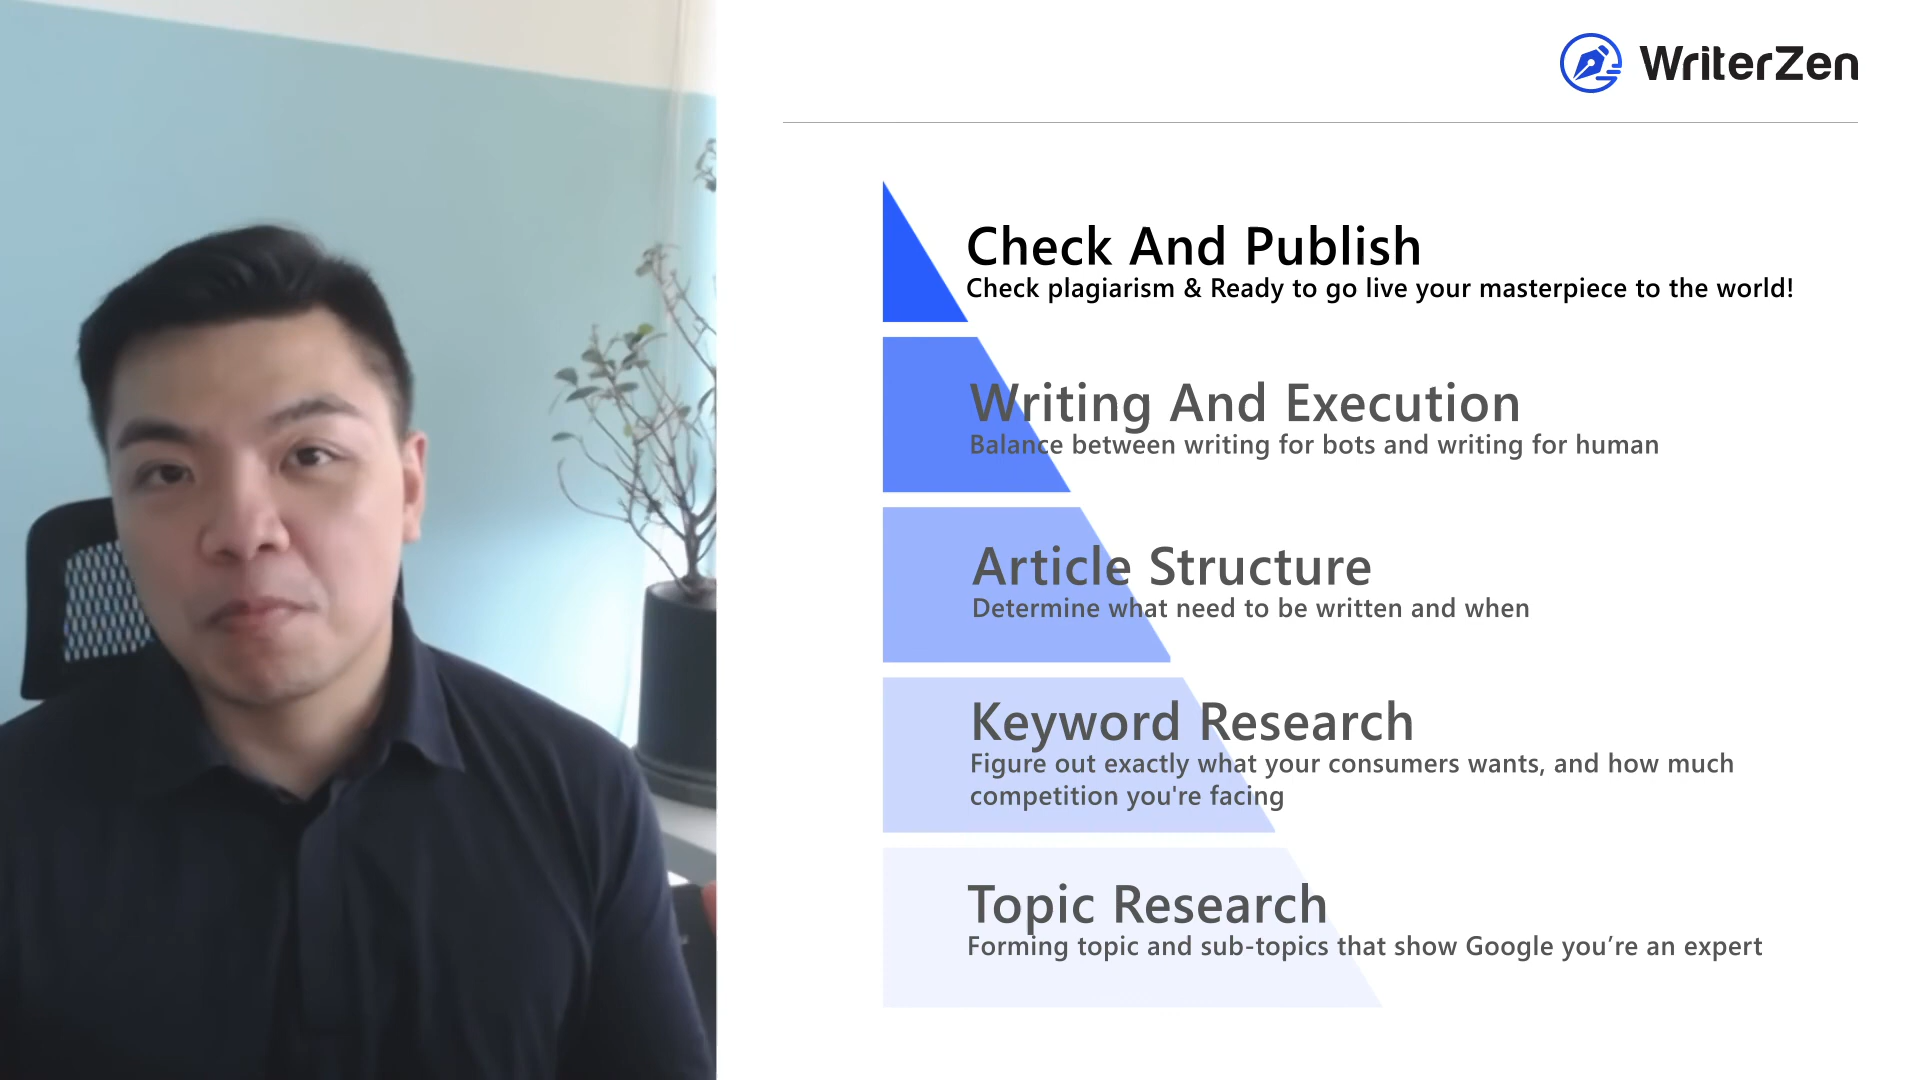 WriterZen
Check And Publish
Check plagiarism & Ready to go live your masterpiece to the world!
Writing And Execution
Balance between writing for bots and writing for human
Article Structure
Determine what need to be written and when
Keyword Research
Figure out exactly what your consumers wants, and how much
competition you're facing
Topic Research
Forming topic and sub-topics that show Google you’re an expert